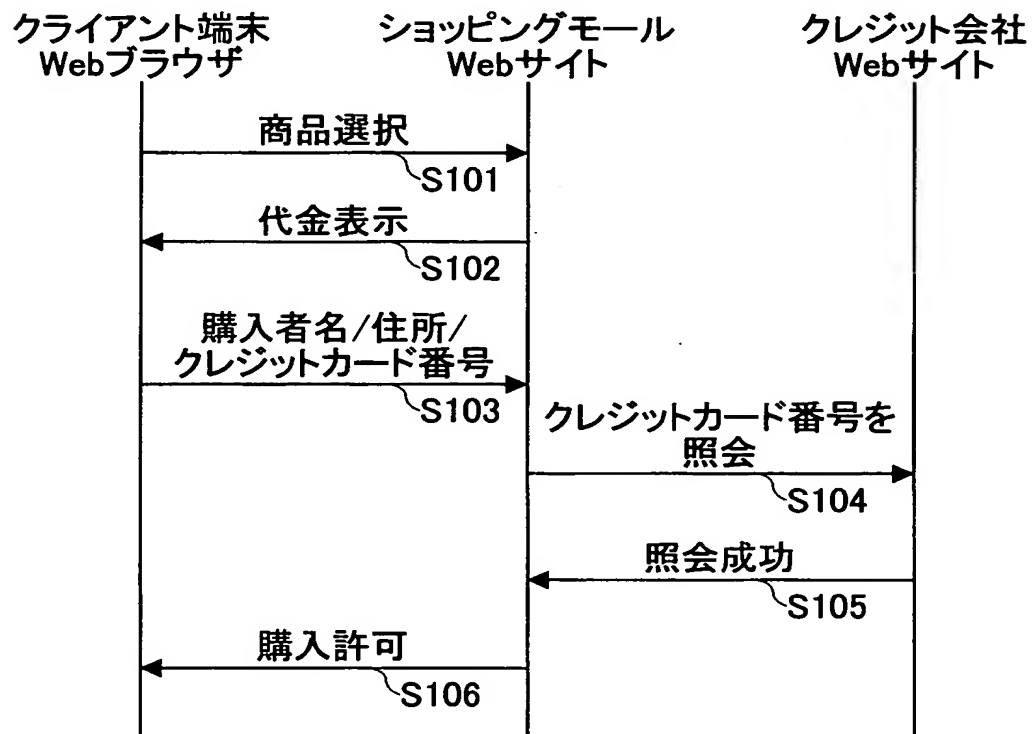 クライアント端末
Webブラウザ
ショッピングモール
Webサイト
クレジット会社
Webサイト
商品選択
S101
代金表示
S102
購入者名/住所/
クレジットカード番号
S103
クレジットカード番号を
照会
S104
照会成功
S105
購入許可
S106